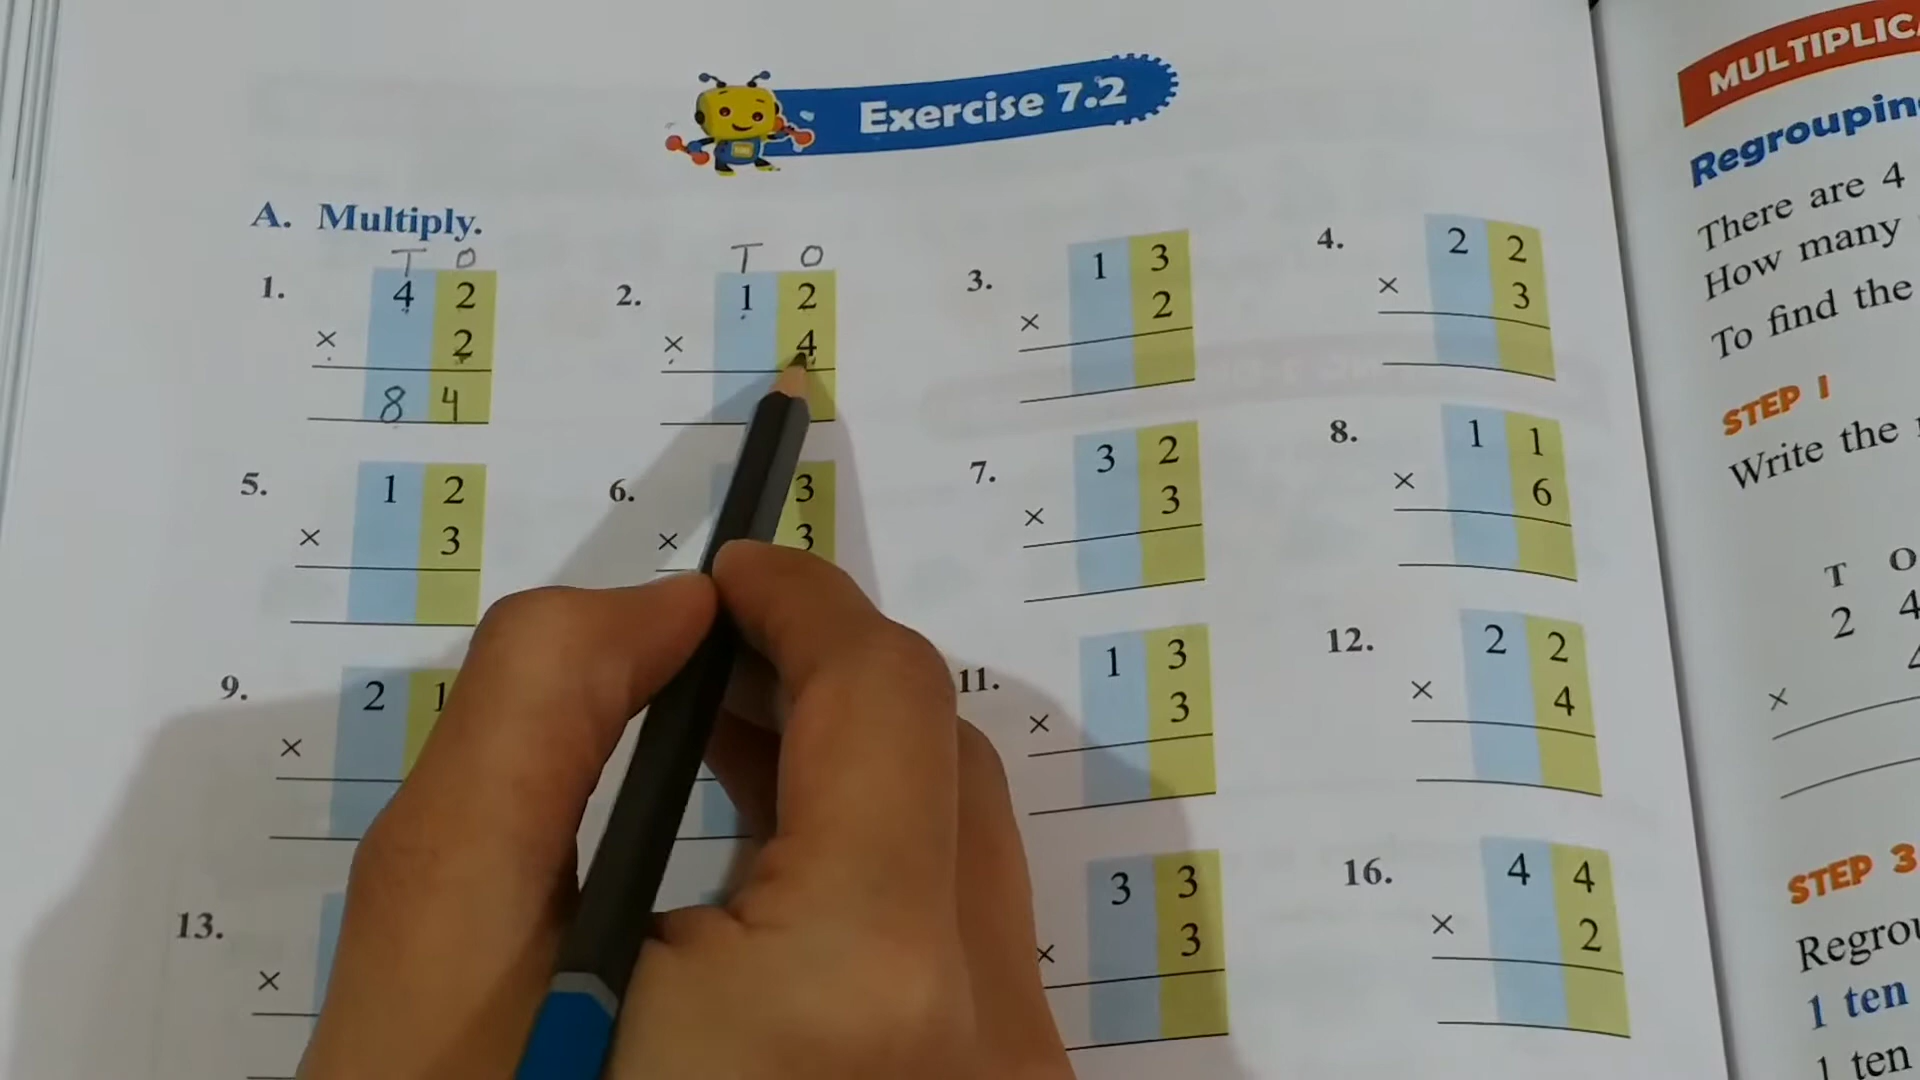 Exercise 7.2
A. Multiply.
T O
1. 4 2
× 2
8 4
T O
2. 1 2
× 4
3. 1 3
× 2
4. 2 2
× 3
5. 1 2
× 3
6. 3
× 3
7. 3 2
× 3
8. 1 1
× 6
9. 2 1
×
11. 1 3
× 3
12. 2 2
× 4
13.
×
3 3
× 3
16. 4 4
× 2
Regrouping
There are 4
How many
To find the
STEP 1
Write the
T O
2 4
×
STEP 3
1 ten
1 ten